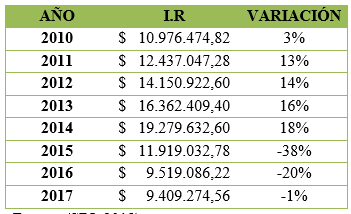 AÑO I.R VARIACIÓN
2010 $ 10.976.474,82 3%
2011 $ 12.437.047,28 13%
2012 $ 14.150.922,60 14%
2013 $ 16.362.409,40 16%
2014 $ 19.279.632,60 18%
2015 $ 11.919.032,78 -38%
2016 $ 9.519.086,22 -20%
2017 $ 9.409.274,56 -1%